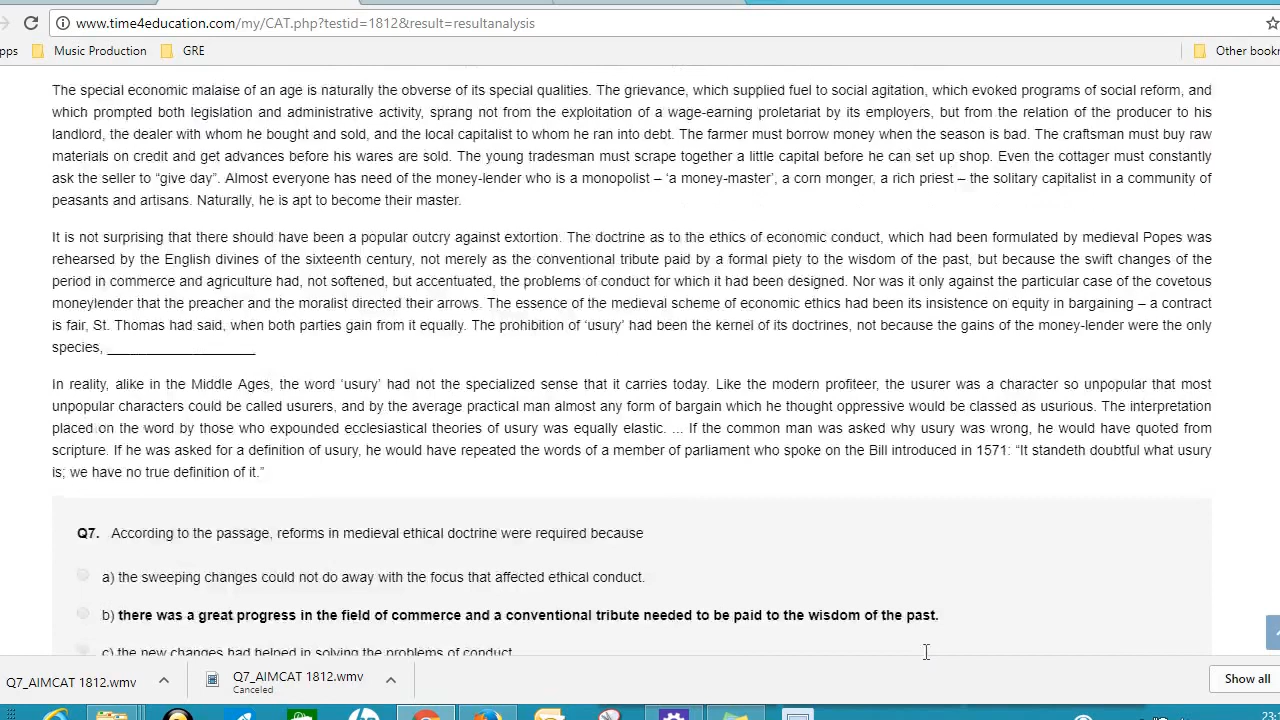 www.time4education.com/my/CAT.php?testid=1812&result=resultanalysis
pps Music Production GRE Other bookr
The special economic malaise of an age is naturally the obverse of its special qualities. The grievance, which supplied fuel to social agitation, which evoked programs of social reform, and
which prompted both legislation and administrative activity, sprang not from the exploitation of a wage-earning proletariat by its employers, but from the relation of the producer to his
landlord, the dealer with whom he bought and sold, and the local capitalist to whom he ran into debt. The farmer must borrow money when the season is bad. The craftsman must buy raw
materials on credit and get advances before his wares are sold. The young tradesman must scrape together a little capital before he can set up shop. Even the cottager must constantly
ask the seller to “give day”. Almost everyone has need of the money-lender who is a monopolist – ‘a money-master’, a corn monger, a rich priest – the solitary capitalist in a community of
peasants and artisans. Naturally, he is apt to become their master.
It is not surprising that there should have been a popular outcry against extortion. The doctrine as to the ethics of economic conduct, which had been formulated by medieval Popes was
rehearsed by the English divines of the sixteenth century, not merely as the conventional tribute paid by a formal piety to the wisdom of the past, but because the swift changes of the
period in commerce and agriculture had, not softened, but accentuated, the problems of conduct for which it had been designed. Nor was it only against the particular case of the covetous
moneylender that the preacher and the moralist directed their arrows. The essence of the medieval scheme of economic ethics had been its insistence on equity in bargaining – a contract
is fair, St. Thomas had said, when both parties gain from it equally. The prohibition of ‘usury’ had been the kernel of its doctrines, not because the gains of the money-lender were the only
species, ___________________
In reality, alike in the Middle Ages, the word ‘usury’ had not the specialized sense that it carries today. Like the modern profiteer, the usurer was a character so unpopular that most
unpopular characters could be called usurers, and by the average practical man almost any form of bargain which he thought oppressive would be classed as usurious. The interpretation
placed on the word by those who expounded ecclesiastical theories of usury was equally elastic. ... If the common man was asked why usury was wrong, he would have quoted from
scripture. If he was asked for a definition of usury, he would have repeated the words of a member of parliament who spoke on the Bill introduced in 1571: “It standeth doubtful what usury
is; we have no true definition of it.”
Q7. According to the passage, reforms in medieval ethical doctrine were required because
a) the sweeping changes could not do away with the focus that affected ethical conduct.
b) there was a great progress in the field of commerce and a conventional tribute needed to be paid to the wisdom of the past.
c) the new changes had helped in solving the problems of conduct
Q7_AIMCAT 1812.wmv
Q7_AIMCAT 1812.wmv
Canceled
Show all